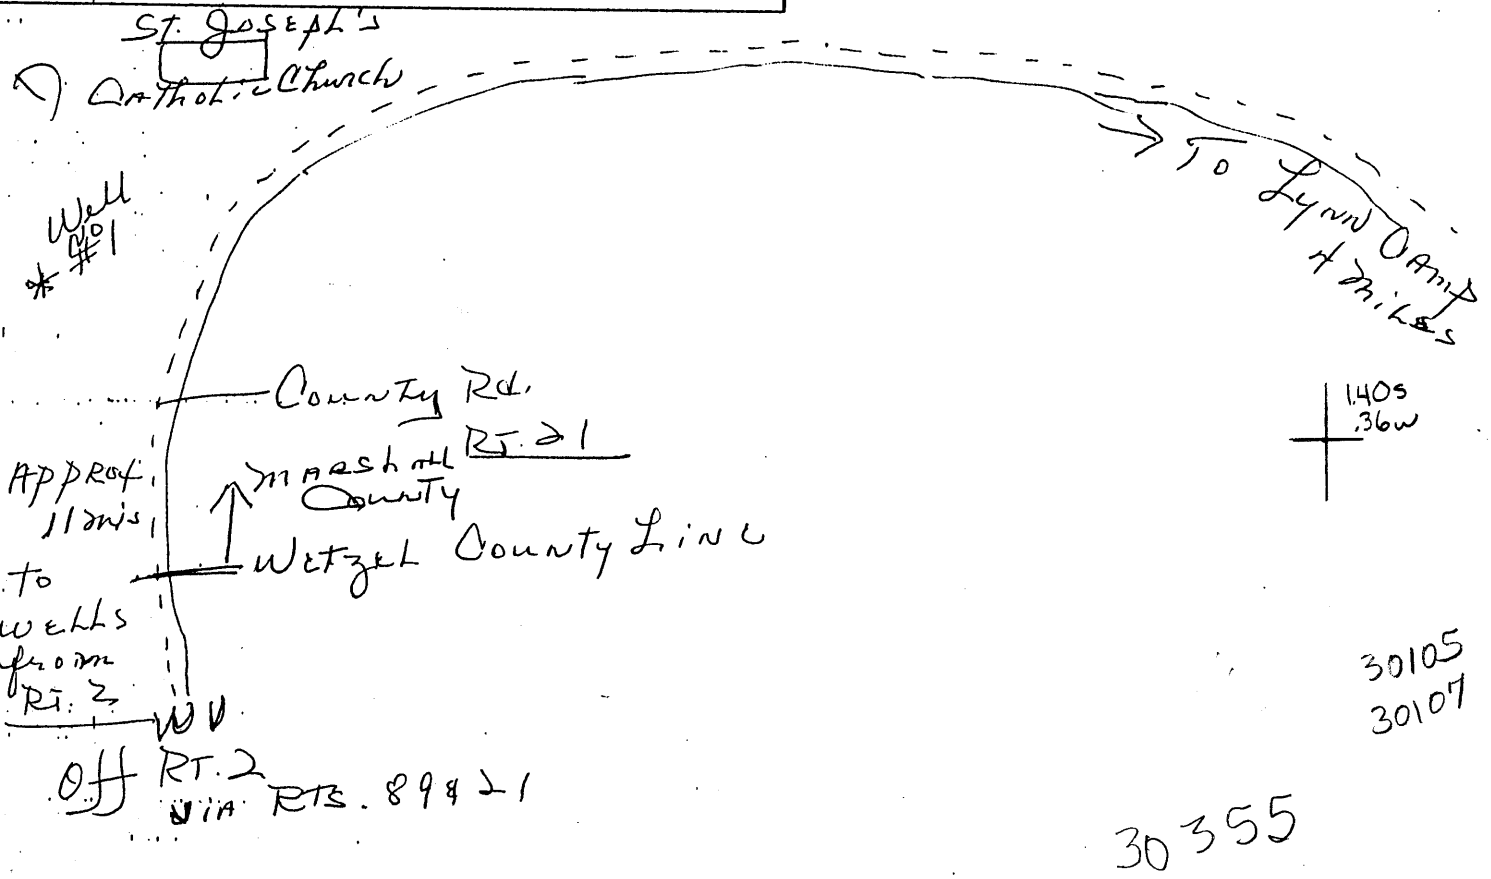 St. Joseph's
Catholic Church
Well
No
#1
*
To Lynn Camp
4 miles
County Rd.
RT. 21
1.40S
.36W
Marshall
County
Approx.
11 mis
to
wells
from
RT. 2
Wetzel County Line
WV
Off RT. 2
via RTS. 89 & 21
30105
30107
30355